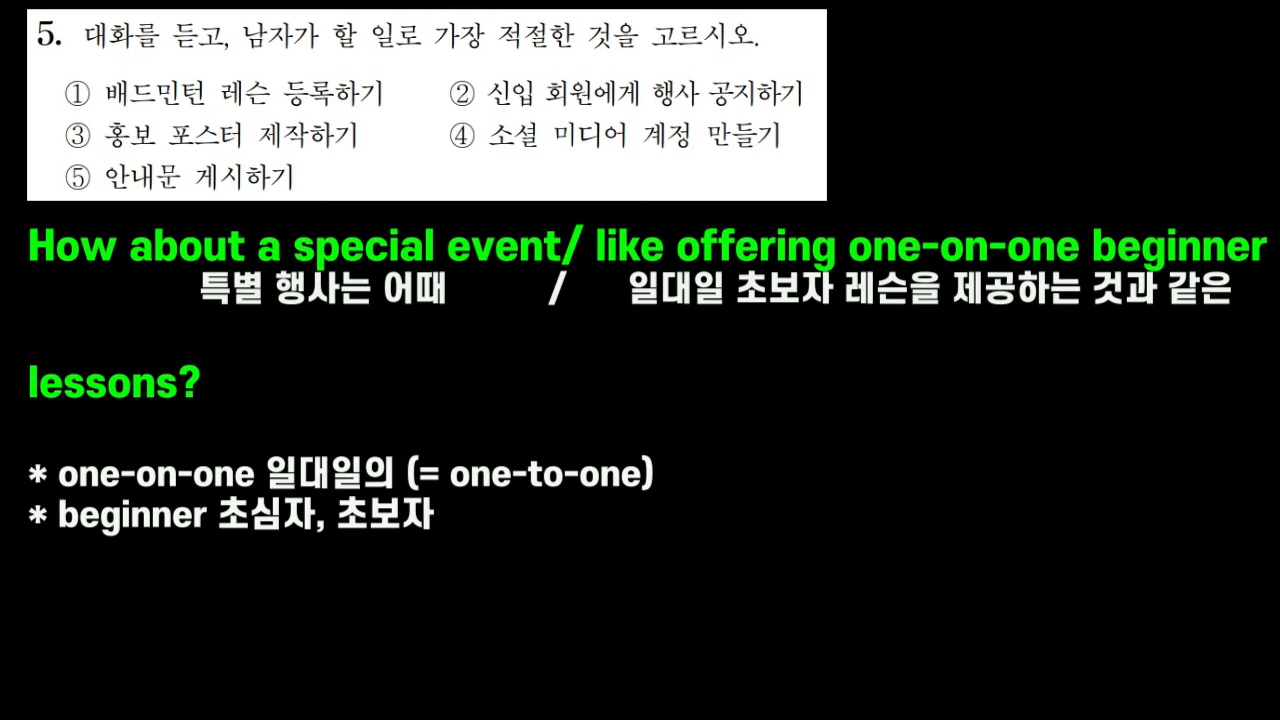 5. 대화를 듣고, 남자가 할 일로 가장 적절한 것을 고르시오.
① 배드민턴 레슨 등록하기 ② 신입 회원에게 행사 공지하기
③ 홍보 포스터 제작하기 ④ 소셜 미디어 계정 만들기
⑤ 안내문 게시하기
How about a special event/ like offering one-on-one beginner
특별 행사는 어때 / 일대일 초보자 레슨을 제공하는 것과 같은
lessons?
* one-on-one 일대일의 (= one-to-one)
* beginner 초심자, 초보자